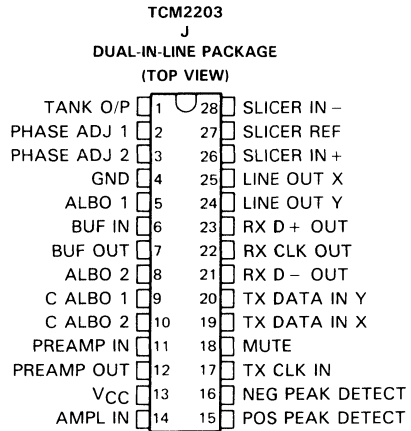 TCM2203
J
DUAL-IN-LINE PACKAGE
(TOP VIEW)
TANK O/P 1 28 SLICER IN −
PHASE ADJ 1 2 27 SLICER REF
PHASE ADJ 2 3 26 SLICER IN +
GND 4 25 LINE OUT X
ALBO 1 5 24 LINE OUT Y
BUF IN 6 23 RX D + OUT
BUF OUT 7 22 RX CLK OUT
ALBO 2 8 21 RX D − OUT
C ALBO 1 9 20 TX DATA IN Y
C ALBO 2 10 19 TX DATA IN X
PREAMP IN 11 18 MUTE
PREAMP OUT 12 17 TX CLK IN
VCC 13 16 NEG PEAK DETECT
AMPL IN 14 15 POS PEAK DETECT